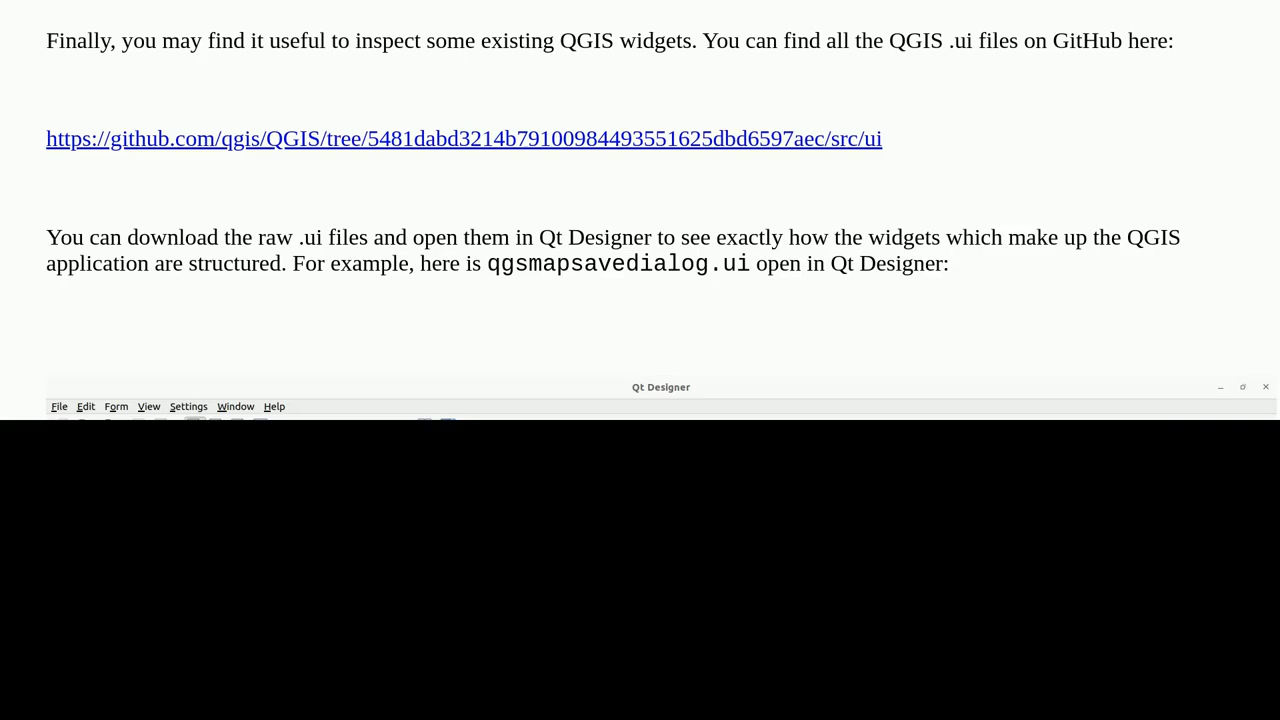 Finally, you may find it useful to inspect some existing QGIS widgets. You can find all the QGIS .ui files on GitHub here:
https://github.com/qgis/QGIS/tree/5481dabd3214b79100984493551625dbd6597aec/src/ui
You can download the raw .ui files and open them in Qt Designer to see exactly how the widgets which make up the QGIS
application are structured. For example, here is qgsmapsavedialog.ui open in Qt Designer:
Qt Designer
File Edit Form View Settings Window Help